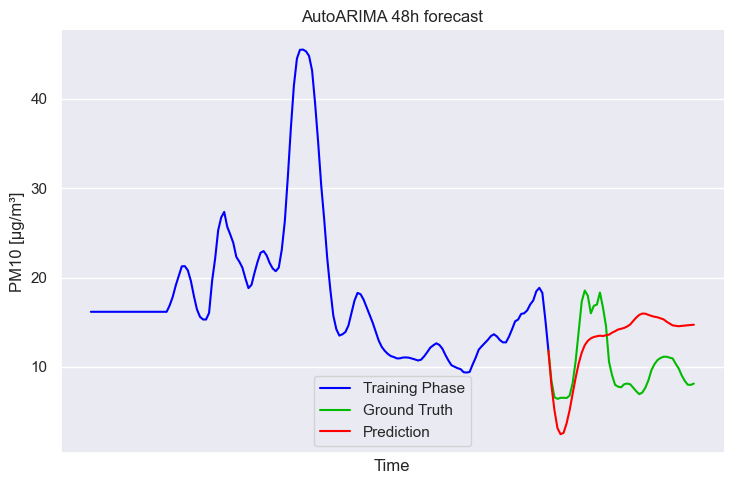 AutoARIMA 48h forecast
PM10 [µg/m³]
40
30
20
10
Training Phase
Ground Truth
Prediction
Time